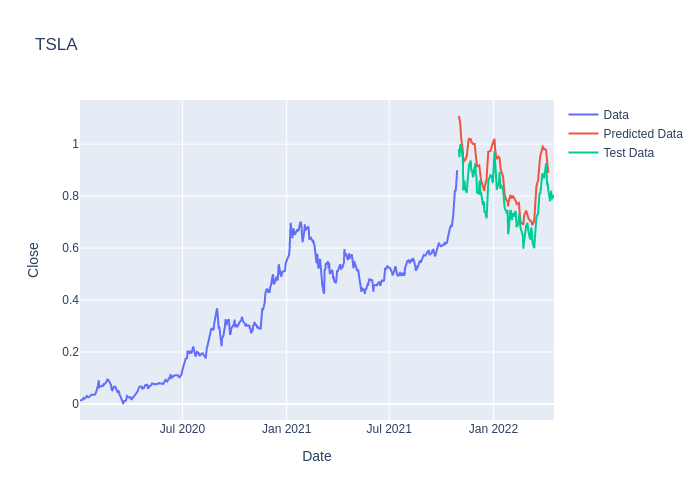 TSLA
Data
Predicted Data
Test Data
1
0.8
0.6
0.4
0.2
0
Close
Jul 2020
Jan 2021
Jul 2021
Jan 2022
Date